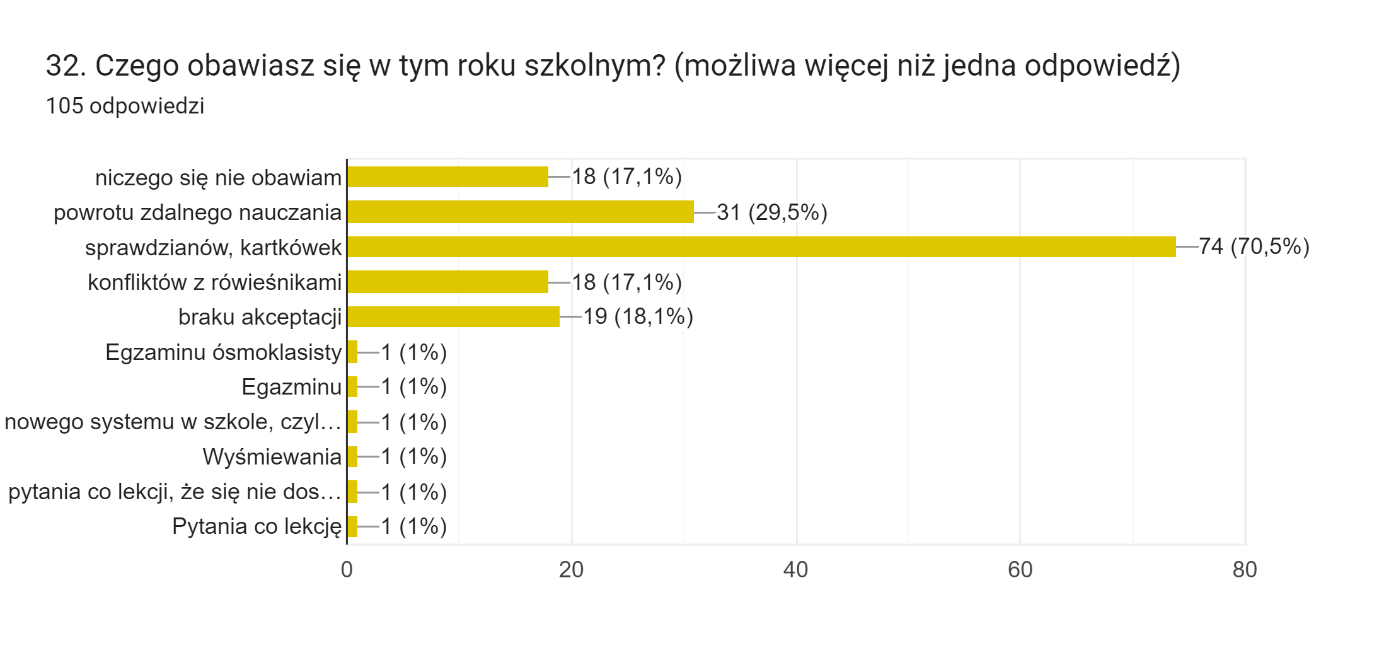 32. Czego obawiasz się w tym roku szkolnym? (możliwa więcej niż jedna odpowiedź)
105 odpowiedzi
niczego się nie obawiam 18 (17,1%)
powrotu zdalnego nauczania 31 (29,5%)
sprawdzianów, kartkówek 74 (70,5%)
konfliktów z rówieśnikami 18 (17,1%)
braku akceptacji 19 (18,1%)
Egzaminu ósmoklasisty 1 (1%)
Egazminu 1 (1%)
nowego systemu w szkole, czyl… 1 (1%)
Wyśmiewania 1 (1%)
pytania co lekcji, że się nie dos… 1 (1%)
Pytania co lekcję 1 (1%)
0 20 40 60 80